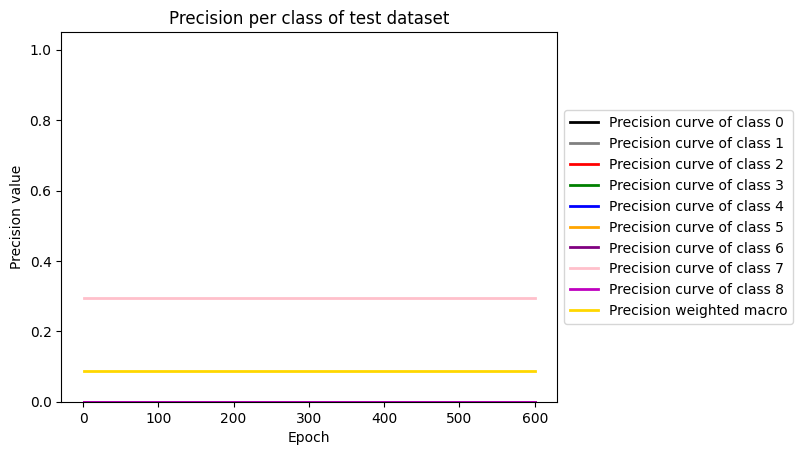 Precision per class of test dataset
1.0
0.8
0.6
0.4
0.2
0.0
Precision value
0 100 200 300 400 500 600
Epoch
Precision curve of class 0
Precision curve of class 1
Precision curve of class 2
Precision curve of class 3
Precision curve of class 4
Precision curve of class 5
Precision curve of class 6
Precision curve of class 7
Precision curve of class 8
Precision weighted macro